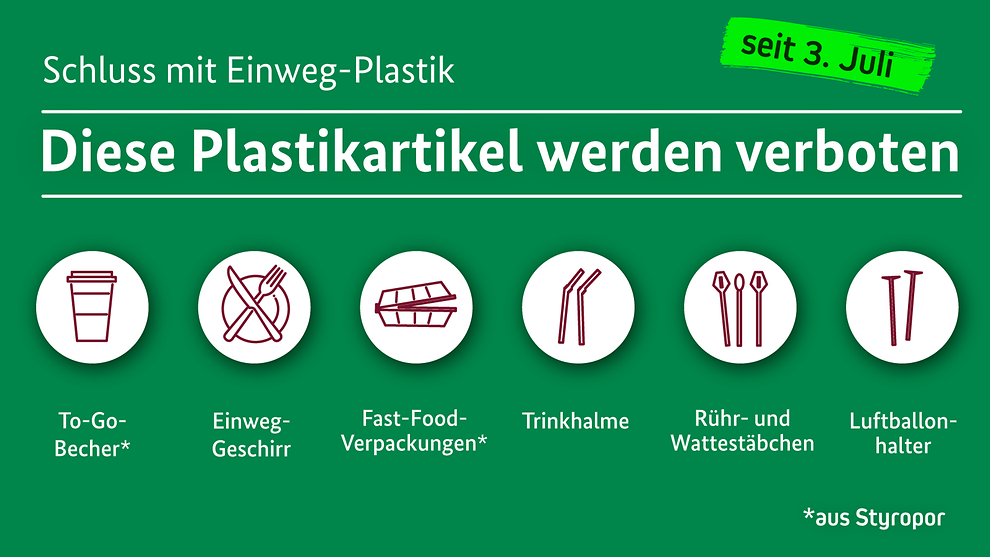 seit 3. Juli
Schluss mit Einweg-Plastik
Diese Plastikartikel werden verboten
To-Go-
Becher*
Einweg-
Geschirr
Fast-Food-
Verpackungen*
Trinkhalme
Rühr- und
Wattestäbchen
Luftballon-
halter
*aus Styropor